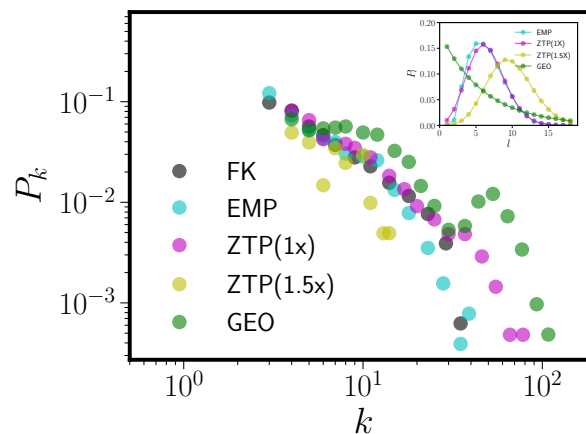 0.20
0.15
0.10
0.05
0.00
P_l
0 5 10 15
l
EMP
ZTP(1X)
ZTP(1.5X)
GEO
10^{-1}
10^{-2}
10^{-3}
P_k
FK
EMP
ZTP(1x)
ZTP(1.5x)
GEO
10^0 10^1 10^2
k